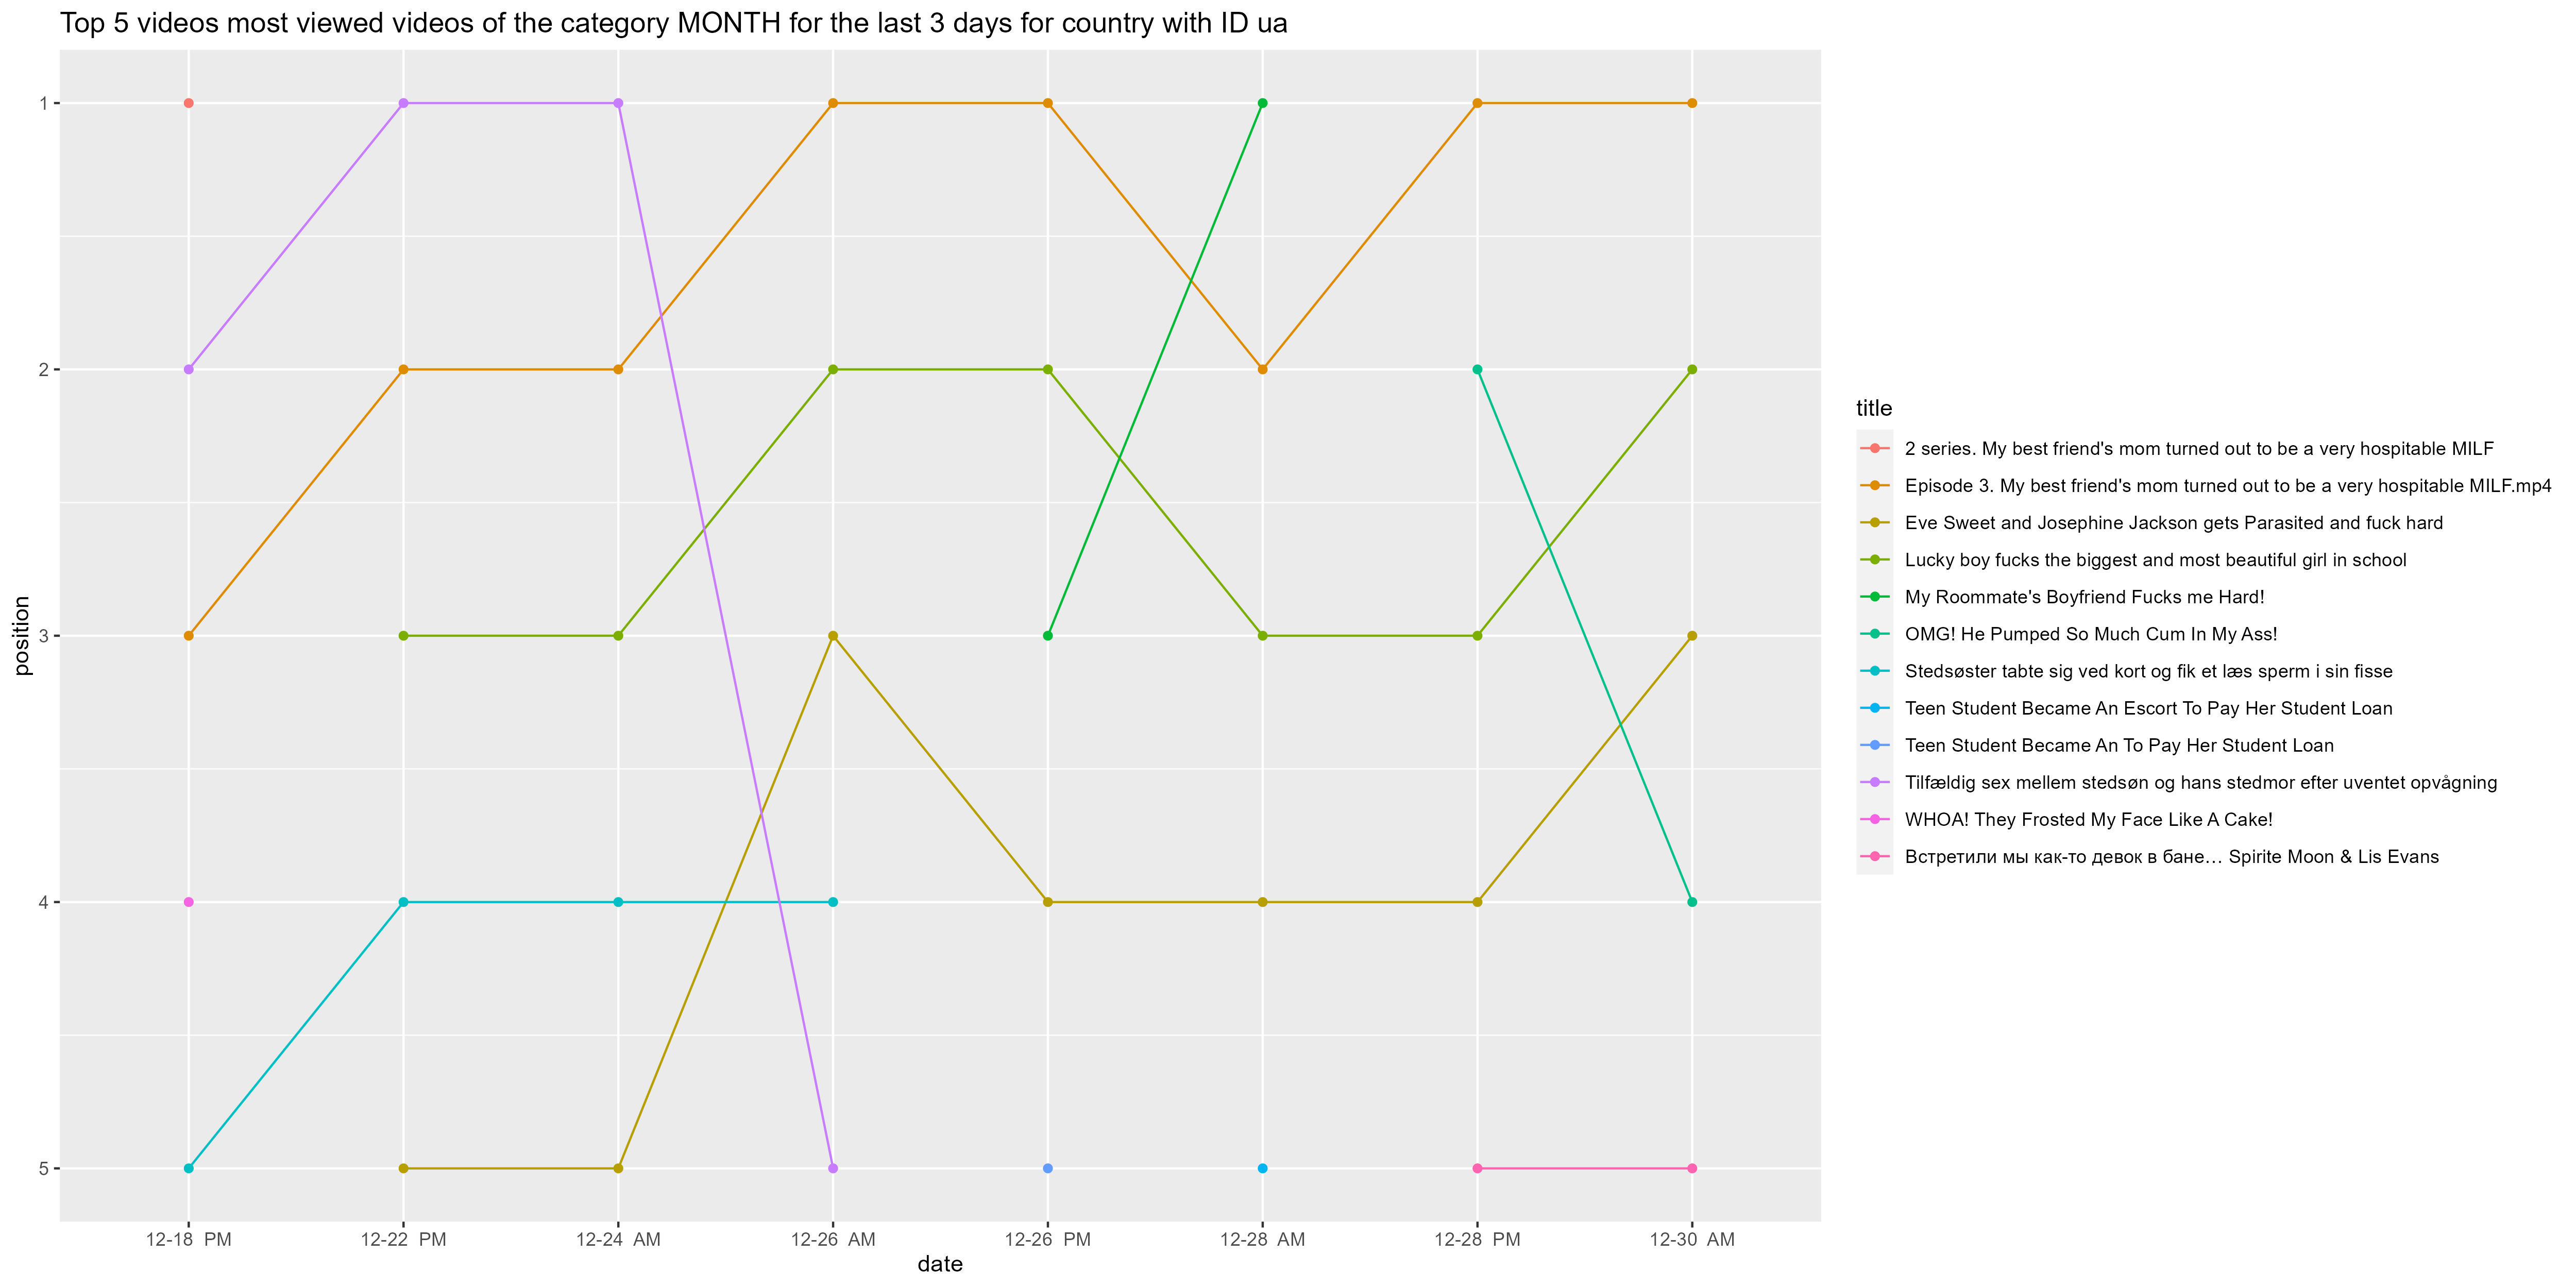 Top 5 videos most viewed videos of the category MONTH for the last 3 days for country with ID ua
1
2
3
4
5
position
12-18 PM
12-22 PM
12-24 AM
12-26 AM
12-26 PM
12-28 AM
12-28 PM
12-30 AM
date
title
2 series. My best friend's mom turned out to be a very hospitable MILF
Episode 3. My best friend's mom turned out to be a very hospitable MILF.mp4
Eve Sweet and Josephine Jackson gets Parasited and fuck hard
Lucky boy fucks the biggest and most beautiful girl in school
My Roommate's Boyfriend Fucks me Hard!
OMG! He Pumped So Much Cum In My Ass!
Stedsøster tabte sig ved kort og fik et læs sperm i sin fisse
Teen Student Became An Escort To Pay Her Student Loan
Teen Student Became An To Pay Her Student Loan
Tilfældig sex mellem stedsøn og hans stedmor efter uventet opvågning
WHOA! They Frosted My Face Like A Cake!
Встретили мы как-то девок в бане… Spirite Moon & Lis Evans